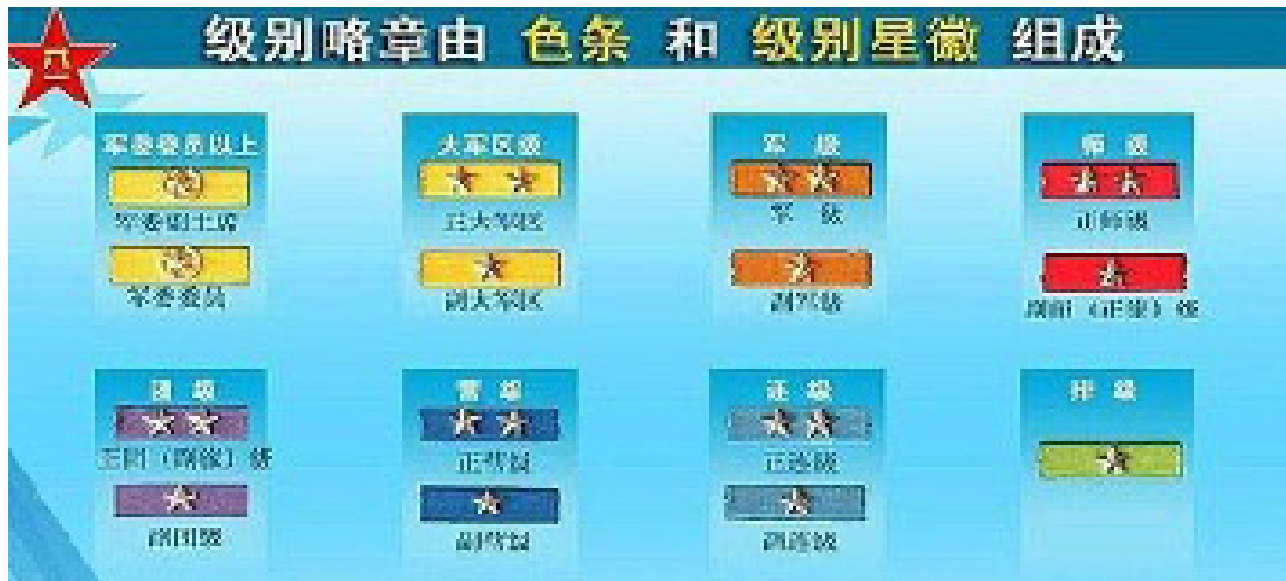 级别略章由 色条 和 级别星徽 组成
军委委员以上
军委副主席
军委委员
大军区级
正大军区
副大军区
军 级
军 级
副军级
师 级
正师级
副师（正旅）级
团 级
正团（副旅）级
副团级
营 级
正营级
副营级
连 级
正连级
副连级
排 级